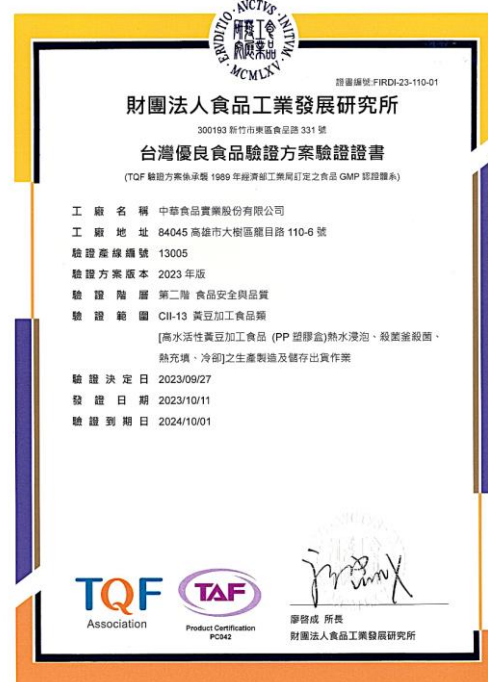 ERVDITIO·AVCTVS·INITVM·MCMLXV·
證書編號:FIRDI-23-110-01
財團法人食品工業發展研究所
300193 新竹市東區食品路 331 號
台灣優良食品驗證方案驗證證書
(TQF 驗證方案係承襲 1989 年經濟部工業局訂定之食品 GMP 認證體系)
工廠名稱 中華食品實業股份有限公司
工廠地址 84045 高雄市大樹區龍目路 110-6 號
驗證產線編號 13005
驗證方案版本 2023 年版
驗證階層 第二階 食品安全與品質
驗證範圍 CII-13 黃豆加工食品類
[高水活性黃豆加工食品 (PP 塑膠盒)熱水浸泡、殺菌釜殺菌、
熱充填、冷卻]之生產製造及儲存出貨作業
驗證決定日 2023/09/27
發證日期 2023/10/11
驗證到期日 2024/10/01
TQF
Association
TAF
Product Certification
PC042
廖啓成 所長
財團法人食品工業發展研究所